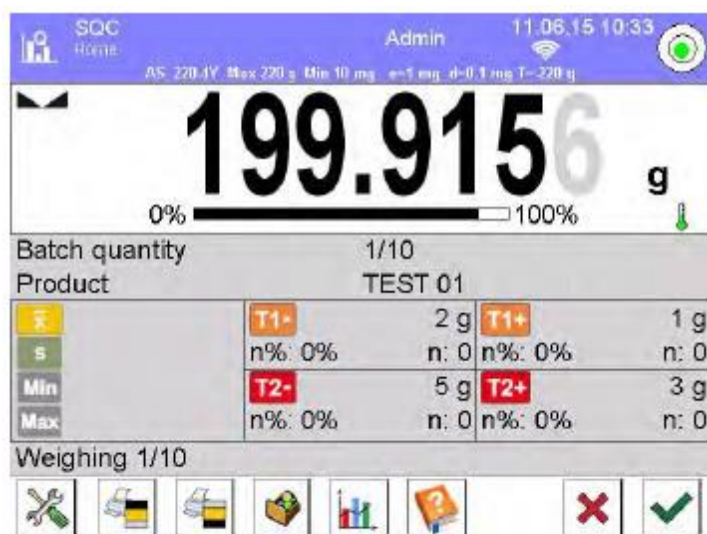 SQC
Home
Admin
11.06.15 10:33
AS 220.4Y Max 220 g Min 10 mg e=1 mg d=0.1 mg T=-220 g
199.9156 g
0% 100%
Batch quantity 1/10
Product TEST 01
x̅ T1- 2 g T1+ 1 g
s n%: 0% n: 0 n%: 0% n: 0
Min T2- 5 g T2+ 3 g
Max n%: 0% n: 0 n%: 0% n: 0
Weighing 1/10